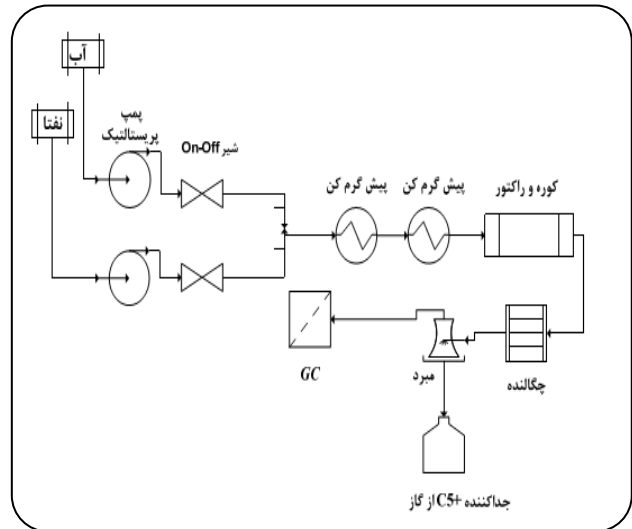 آب
نفتا
پمپ
پریستالتیک
شیر On-Off
پیش گرم کن
پیش گرم کن
کوره و راکتور
GC
مبرد
چگالنده
جداکننده C5+ از گاز